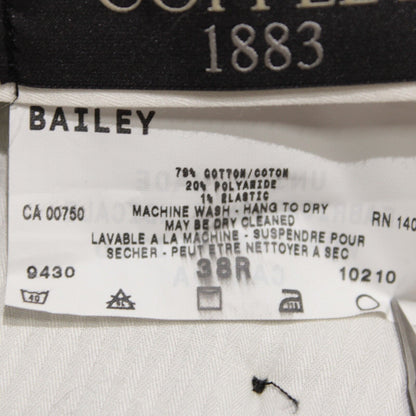 1883
BAILEY
79% COTTON/COTON
20% POLYAMIDE
1% ELASTIC
CA 00750 MACHINE WASH - HANG TO DRY RN 140
MAY BE DRY CLEANED
LAVABLE A LA MACHINE - SUSPENDRE POUR
SECHER - PEUT ÊTRE NETTOYER A SEC
9430 38R 10210
40